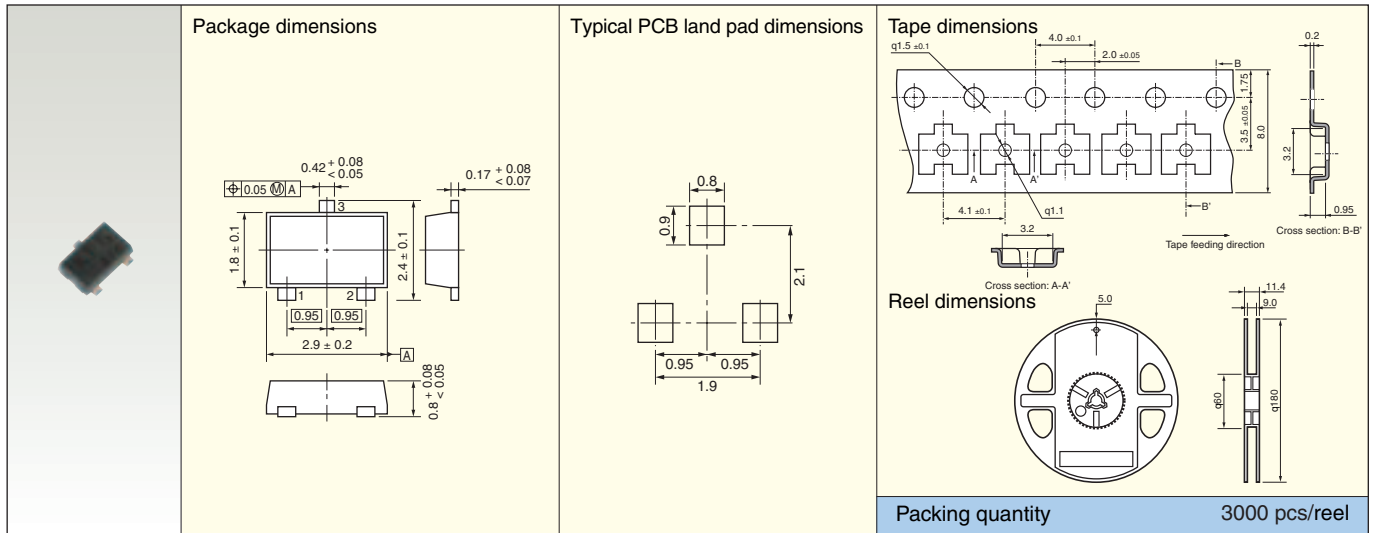 Package dimensions
0.42 + 0.08
< 0.05
0.17 + 0.08
< 0.07
0.05 Ⓜ A
3
1.8 ± 0.1
2.4 ± 0.1
1
2
0.95
0.95
2.9 ± 0.2
A
0.8 + 0.08
< 0.05
Typical PCB land pad dimensions
0.8
0.9
2.1
0.95
0.95
1.9
Tape dimensions
q1.5 ±0.1
4.0 ±0.1
2.0 ±0.05
B
1.75
3.5 ±0.05
8.0
A
A'
B'
4.1 ±0.1
q1.1
Tape feeding direction
3.2
Cross section: A-A'
0.2
3.2
0.95
Cross section: B-B'
Reel dimensions
5.0
11.4
9.0
q60
q180
Packing quantity 3000 pcs/reel